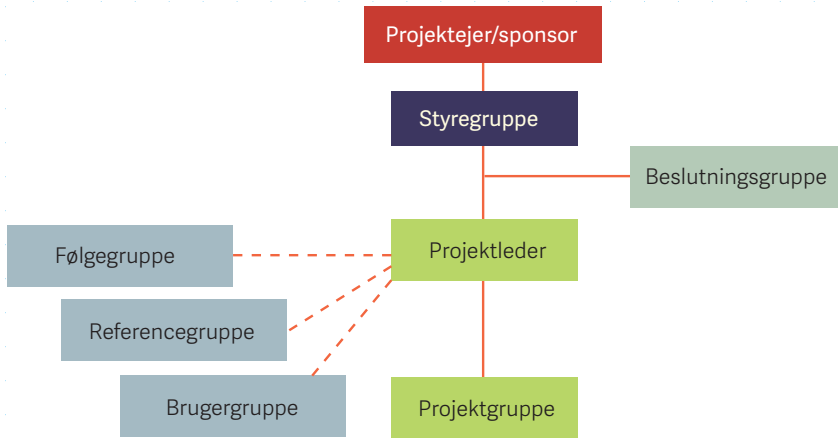 Projektejer/sponsor
Styregruppe
Beslutningsgruppe
Projektleder
Følgegruppe
Referencegruppe
Brugergruppe
Projektgruppe